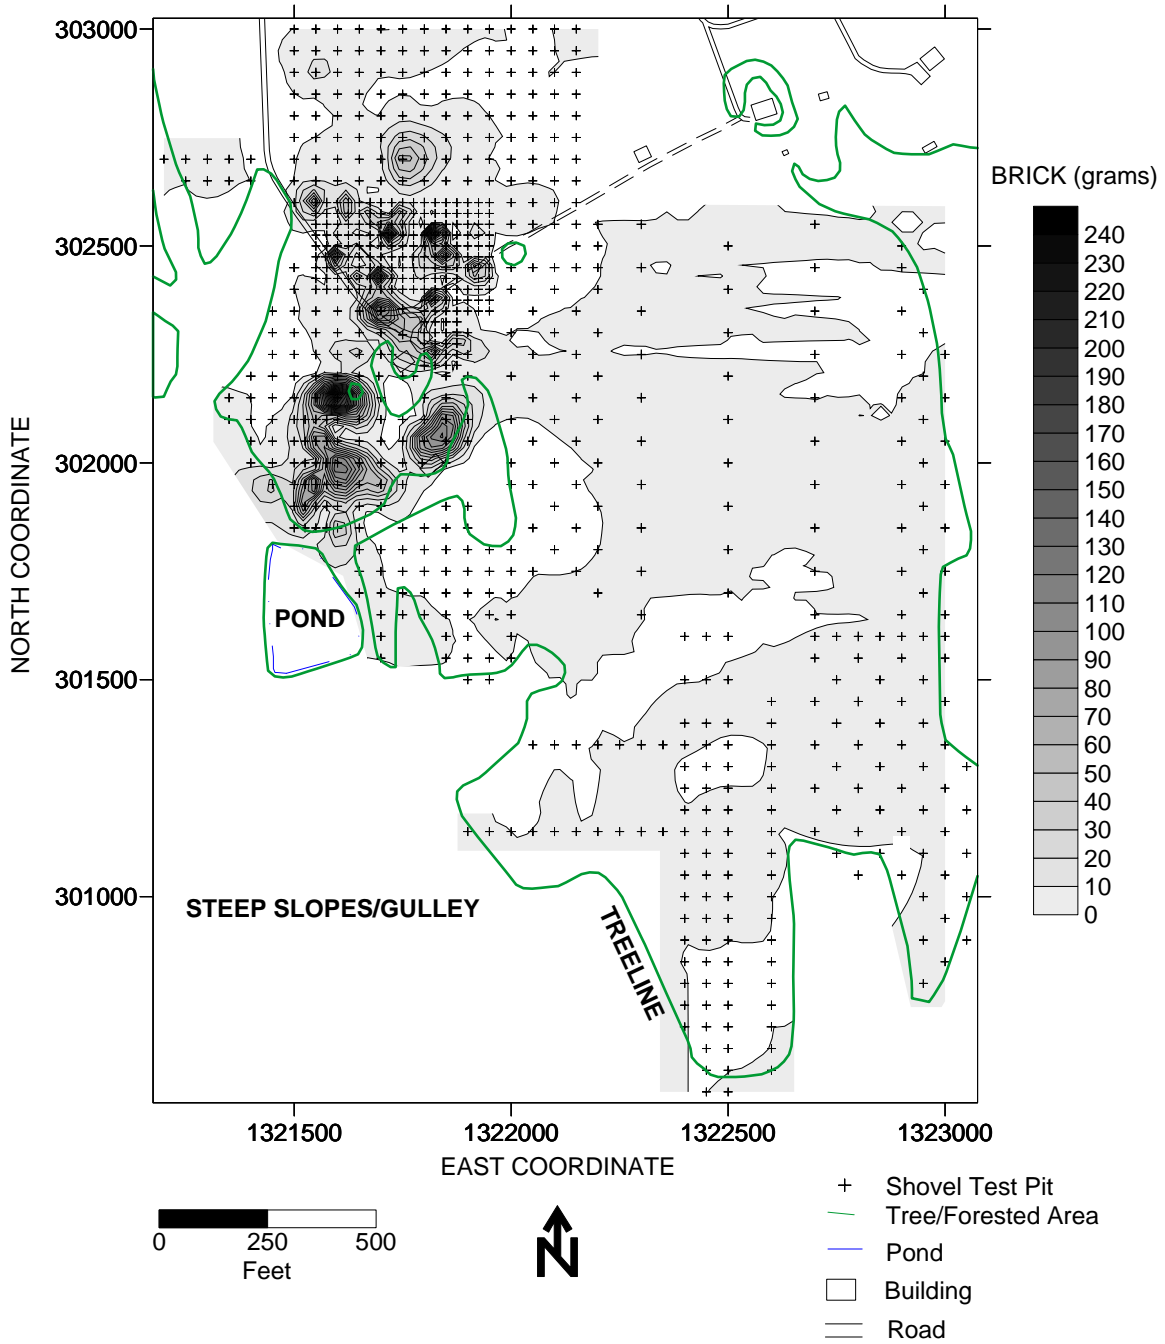 303000
302500
302000
301500
301000
NORTH COORDINATE
1321500
1322000
1322500
1323000
EAST COORDINATE
POND
STEEP SLOPES/GULLEY
TREELINE
BRICK (grams)
240
230
220
210
200
190
180
170
160
150
140
130
120
110
100
90
80
70
60
50
40
30
20
10
0
0
250
500
Feet
N
Shovel Test Pit
Tree/Forested Area
Pond
Building
Road